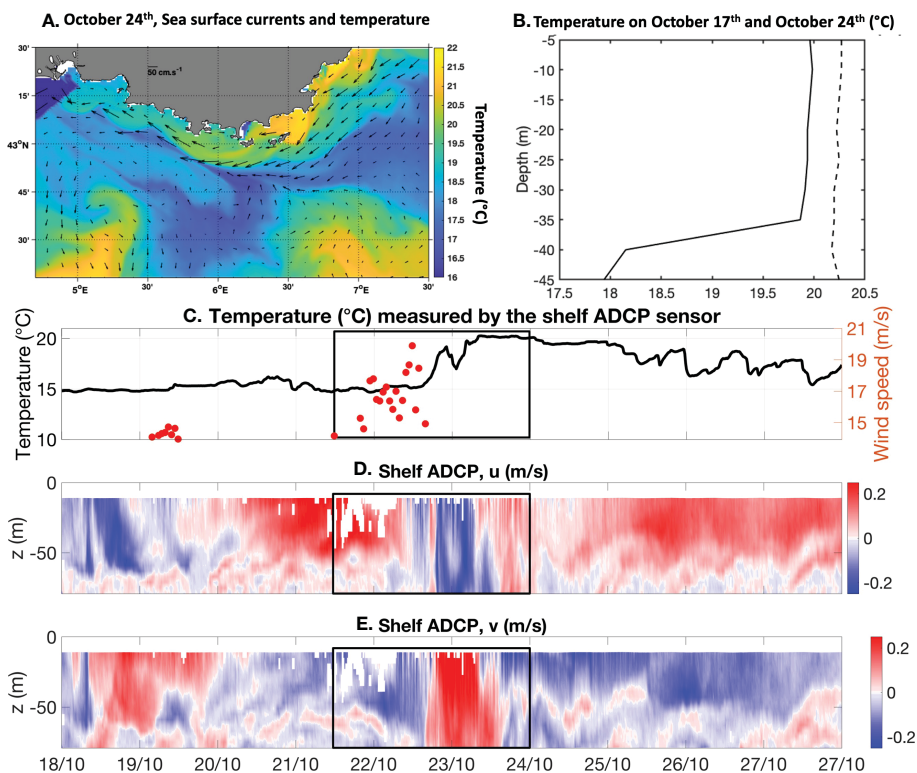 A. October 24th, Sea surface currents and temperature
30'
15'
43°N
45'
30'
5°E
30'
6°E
30'
7°E
50 cm.s-1
22
21.5
21
20.5
20
19.5
19
18.5
18
17.5
17
16.5
16
Temperature (°C)
B. Temperature on October 17th and October 24th (°C)
-5
-10
-15
-20
-25
-30
-35
-40
-45
Depth (m)
17.5 18 18.5 19 19.5 20 20.5
C. Temperature (°C) measured by the shelf ADCP sensor
Temperature (°C)
20
15
10
21
19
17
15
Wind speed (m/s)
D. Shelf ADCP, u (m/s)
z (m)
0
-50
0.2
0
-0.2
E. Shelf ADCP, v (m/s)
z (m)
0
-50
0.2
0
-0.2
18/10 19/10 20/10 21/10 22/10 23/10 24/10 25/10 26/10 27/10 27/10